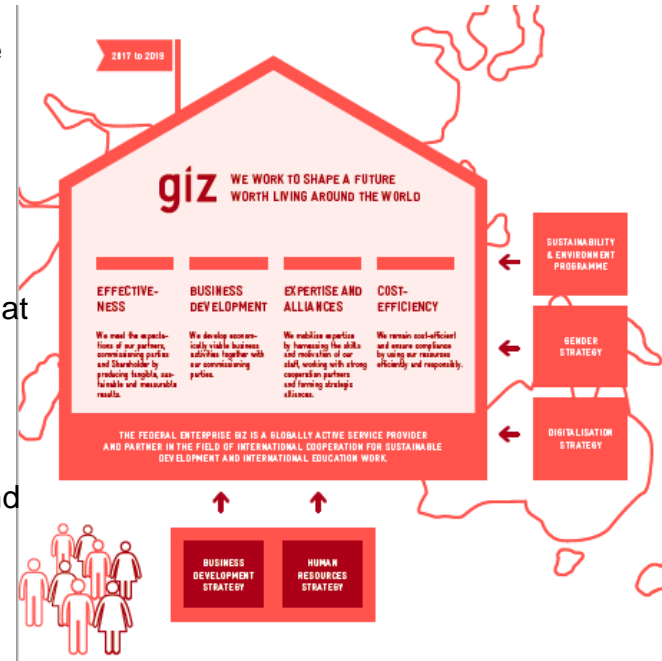 e
2017 to 2019
giz
WE WORK TO SHAPE A FUTURE
WORTH LIVING AROUND THE WORLD
SUSTAINABILITY
& ENVIRONMENT
PROGRAMME
EFFECTIVE-
NESS
We meet the expecta-
tions of our partners,
commissioning parties
and Shareholder by
producing tangible, sus-
tainable and measurable
results.
BUSINESS
DEVELOPMENT
We develop econom-
ically viable business
activities together with
our commissioning
parties.
EXPERTISE AND
ALLIANCES
We mobilise expertise
by harnessing the skills
and motivation of our
staff, working with strong
cooperation partners
and forming strategic
alliances.
COST-
EFFICIENCY
We remain cost-efficient
and ensure compliance
by using our resources
efficiently and responsibly.
at
GENDER
STRATEGY
DIGITALISATION
STRATEGY
THE FEDERAL ENTERPRISE GIZ IS A GLOBALLY ACTIVE SERVICE PROVIDER
AND PARTNER IN THE FIELD OF INTERNATIONAL COOPERATION FOR SUSTAINABLE
DEVELOPMENT AND INTERNATIONAL EDUCATION WORK.
nd
BUSINESS
DEVELOPMENT
STRATEGY
HUMAN
RESOURCES
STRATEGY